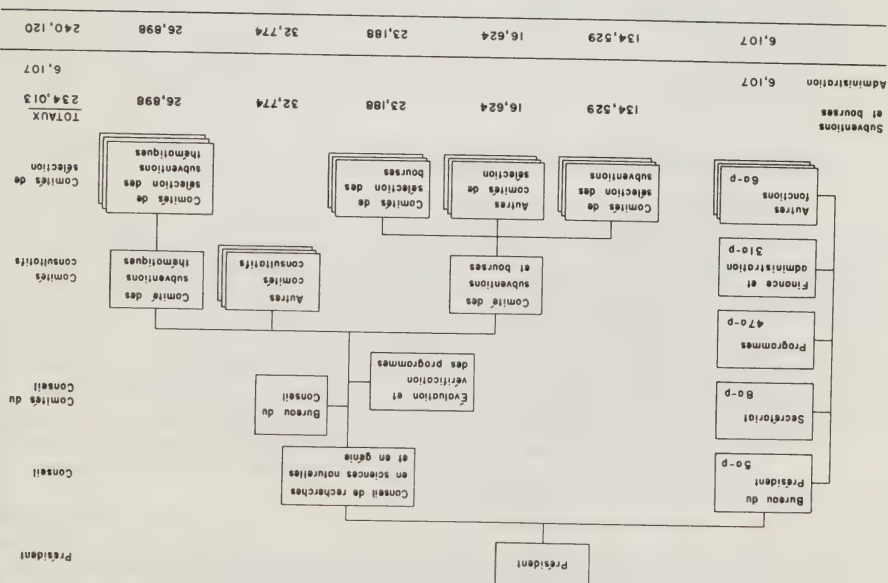 Président
Président
Bureau du
Président
5a-p
Conseil de recherches
en sciences naturelles
et en génie
Conseil
Secrétariat
8a-p
Évaluation et
vérification
des programmes
Bureau du
Conseil
Comités du
Conseil
Programmes
47a-p
Finance et
administration
31a-p
Comité des
subventions
et bourses
Autres
comités
consultatifs
Comité des
subventions
thématiques
Comités
consultatifs
Autres
fonctions
6a-p
Comités de
sélection des
subventions
Autres
comités de
sélection
Comités de
sélection des
bourses
Comités de
sélection des
subventions
thématiques
Comités de
sélection
Subventions
et bourses
134,529 16,624 23,188 32,774 26,898
TOTAUX
234,013
Administration 6,107 6,107
6,107 134,529 16,624 23,188 32,774 26,898 240,120